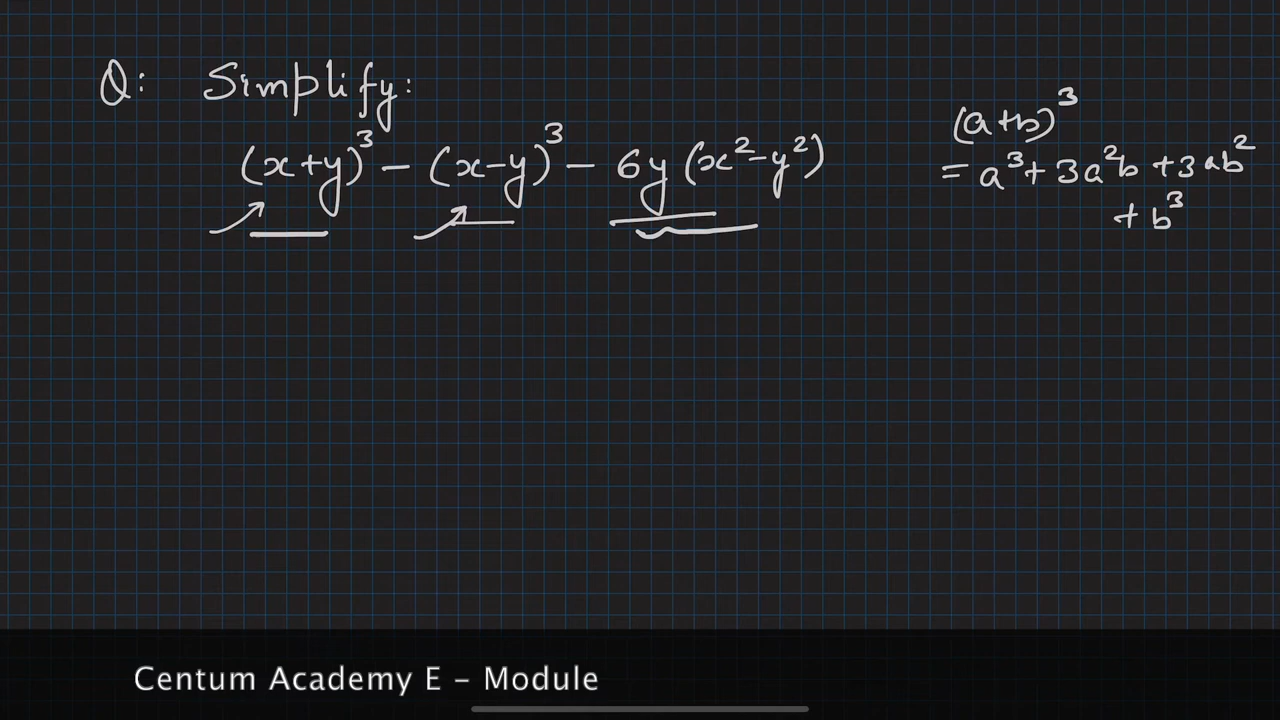 Q: Simplify:
(x+y)³ – (x–y)³ – 6y(x²–y²)
(a+b)³
= a³+ 3a²b +3ab²
+ b³
Centum Academy E – Module